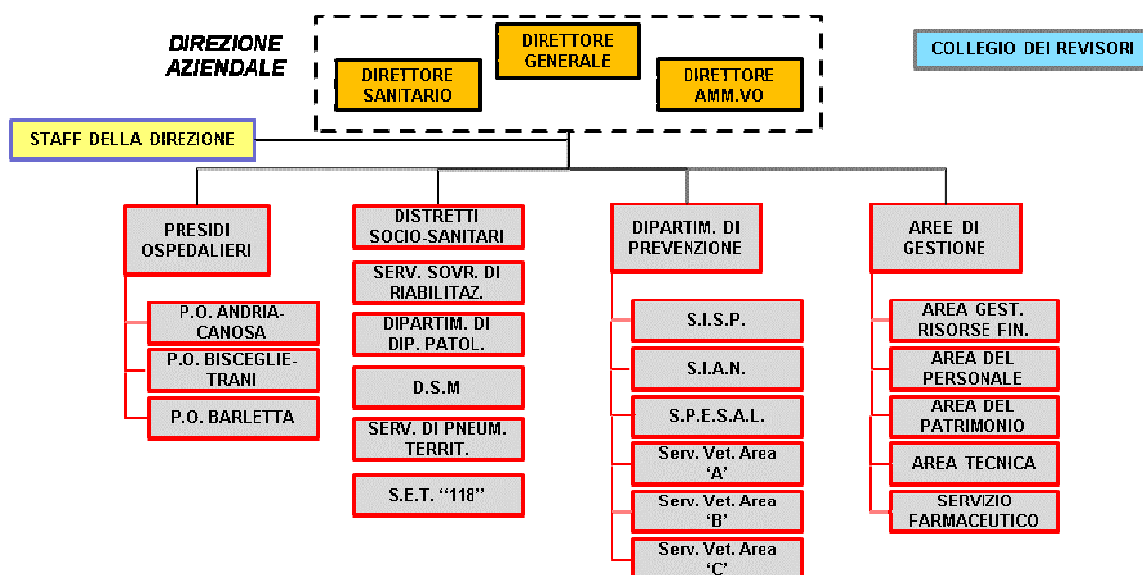 DIREZIONE
AZIENDALE
DIRETTORE
GENERALE
DIRETTORE
SANITARIO
DIRETTORE
AMM.VO
COLLEGIO DEI REVISORI
STAFF DELLA DIREZIONE
PRESIDI
OSPEDALIERI
P.O. ANDRIA-
CANOSA
P.O. BISCEGLIE-
TRANI
P.O. BARLETTA
DISTRETTI
SOCIO-SANITARI
SERV. SOVR. DI
RIABILITAZ.
DIPARTIM. DI
DIP. PATOL.
D.S.M
SERV. DI PNEUM.
TERRIT.
S.E.T. “118”
DIPARTIM. DI
PREVENZIONE
S.I.S.P.
S.I.A.N.
S.P.E.S.A.L.
Serv. Vet. Area
‘A’
Serv. Vet. Area
‘B’
Serv. Vet. Area
‘C’
AREE DI
GESTIONE
AREA GEST.
RISORSE FIN.
AREA DEL
PERSONALE
AREA DEL
PATRIMONIO
AREA TECNICA
SERVIZIO
FARMACEUTICO